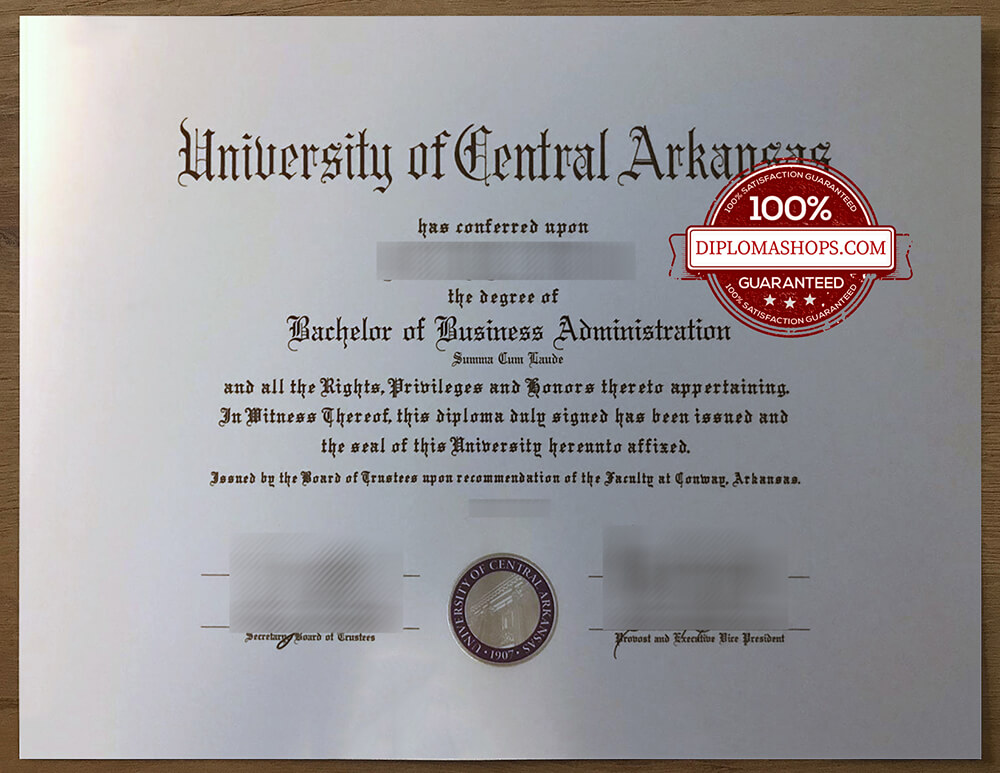 University of Central Arkansas
has conferred upon
the degree of
Bachelor of Business Administration
Summa Cum Laude
and all the Rights, Privileges and Honors thereto appertaining.
In Witness Thereof, this diploma duly signed has been issued and
the seal of this University hereunto affixed.
Issued by the Board of Trustees upon recommendation of the Faculty at Conway, Arkansas.
Secretary, Board of Trustees
Provost and Executive Vice President
UNIVERSITY OF CENTRAL ARKANSAS
· 1907 ·
100% SATISFACTION GUARANTEED
100%
DIPLOMASHOPS.COM
GUARANTEED
100% SATISFACTION GUARANTEED